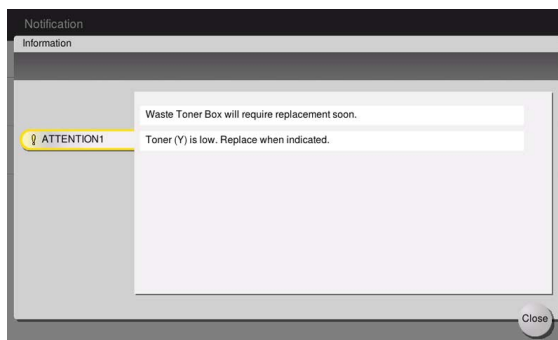 Notification
Information
Waste Toner Box will require replacement soon.
ATTENTION1
Toner (Y) is low. Replace when indicated.
Close